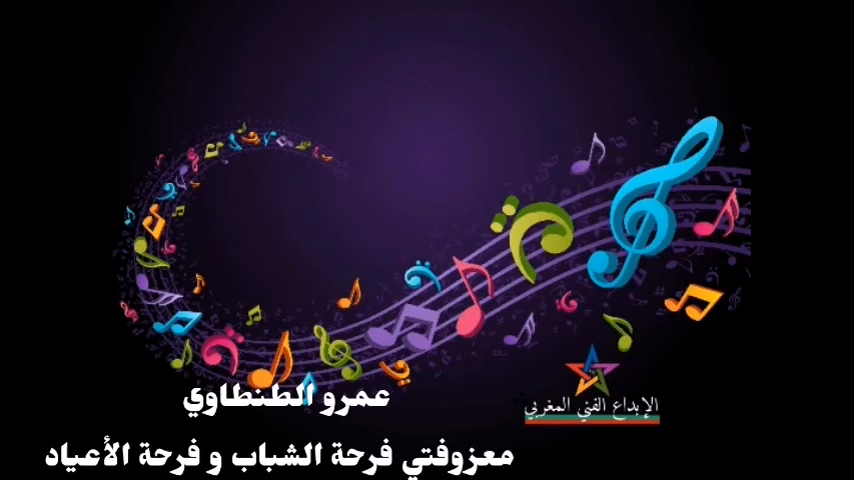 الإبداع الفني المغربي
عمرو الطنطاوي
معزوفتي فرحة الشباب و فرحة الأعياد